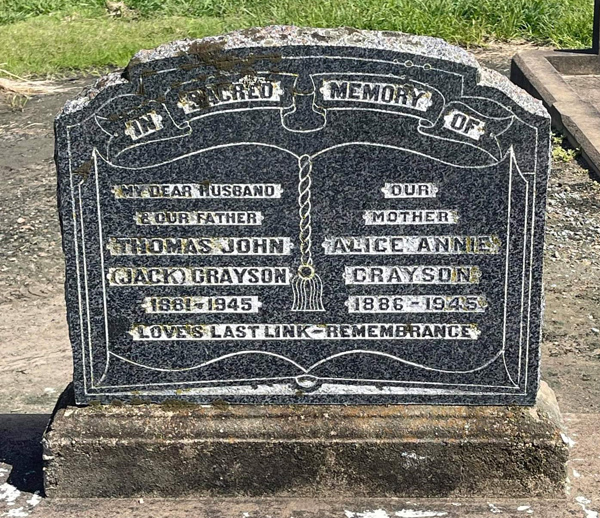 IN SACRED MEMORY OF
MY DEAR HUSBAND
& OUR FATHER
THOMAS JOHN
(JACK) GRAYSON
1881-1945
OUR
MOTHER
ALICE ANNIE
GRAYSON
1886-1945
LOVE'S LAST LINK-REMEMBRANCE